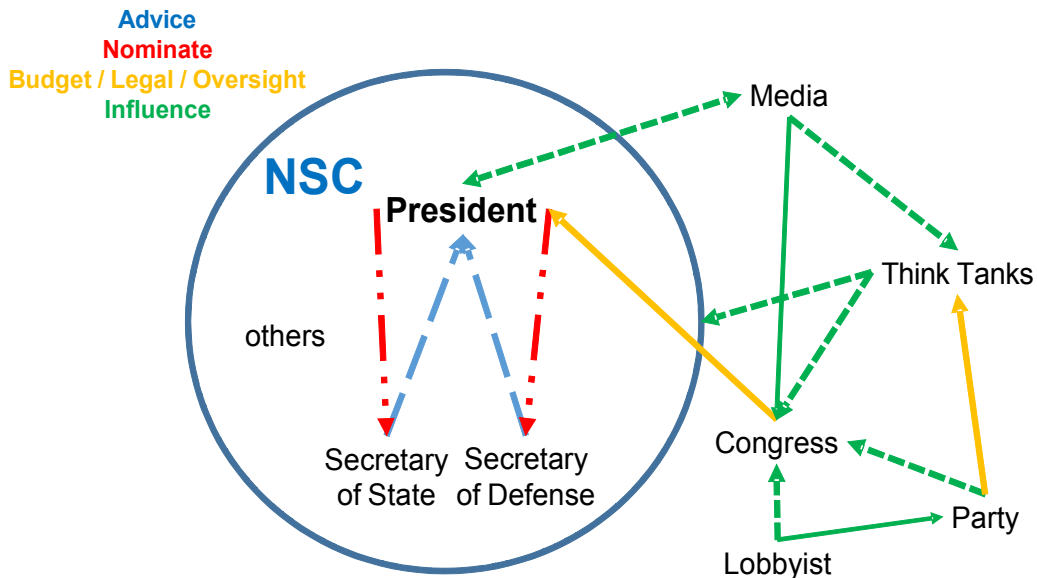 Advice
Nominate
Budget / Legal / Oversight
Influence
Media
NSC
President
Think Tanks
others
Congress
Secretary
of State
Secretary
of Defense
Party
Lobbyist